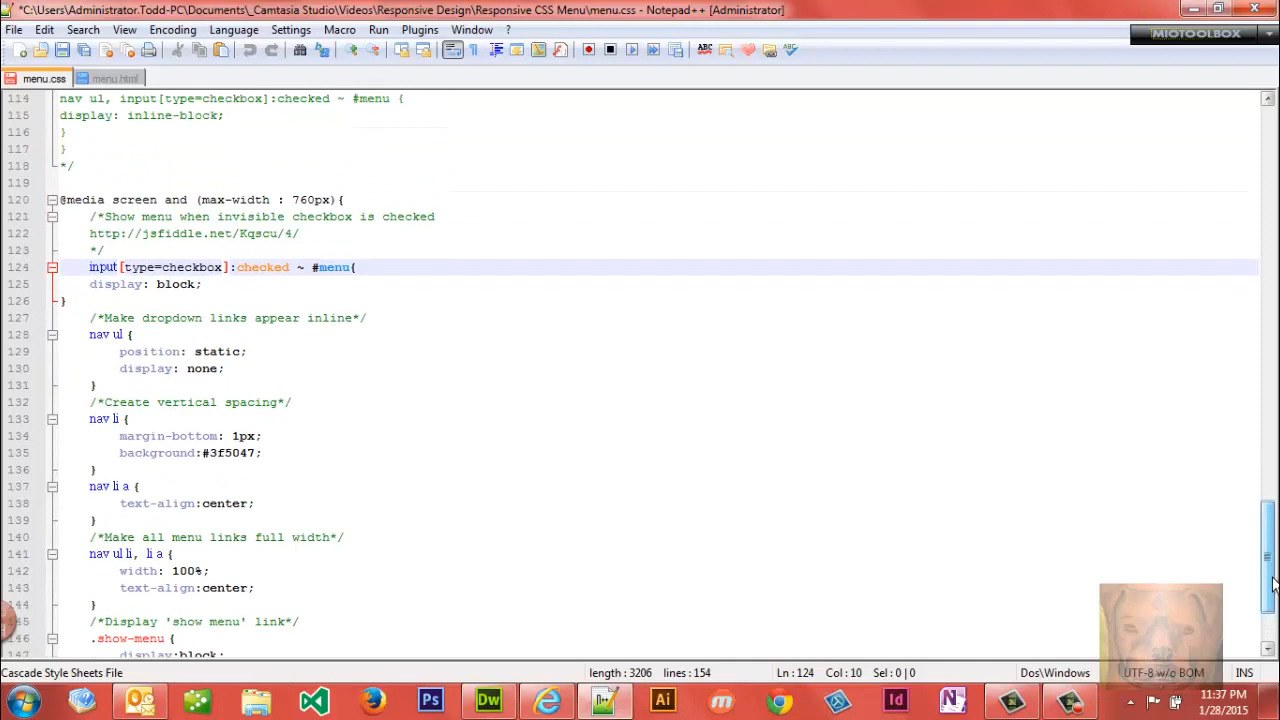 *C:\Users\Administrator.Todd-PC\Documents\_Camtasia Studio\Videos\Responsive Design\Responsive CSS Menu\menu.css - Notepad++ [Administrator]
File Edit Search View Encoding Language Settings Macro Run Plugins Window ?
MIOTOOLBOX
menu.css menu.html
114 nav ul, input[type=checkbox]:checked ~ #menu {
115 display: inline-block;
116 }
117 }
118 */
119
120 @media screen and (max-width : 760px){
121 /*Show menu when invisible checkbox is checked
122 http://jsfiddle.net/Kqscu/4/
123 */
124 input[type=checkbox]:checked ~ #menu{
125 display: block;
126 }
127 /*Make dropdown links appear inline*/
128 nav ul {
129 position: static;
130 display: none;
131 }
132 /*Create vertical spacing*/
133 nav li {
134 margin-bottom: 1px;
135 background:#3f5047;
136 }
137 nav li a {
138 text-align:center;
139 }
140 /*Make all menu links full width*/
141 nav ul li, li a {
142 width: 100%;
143 text-align:center;
144 }
145 /*Display 'show menu' link*/
146 .show-menu {
147 display:block;
Cascade Style Sheets File length : 3206 lines : 154 Ln : 124 Col : 10 Sel : 0 | 0 Dos\Windows UTF-8 w/o BOM INS
Ps Dw Ai Id N
11:37 PM
1/28/2015